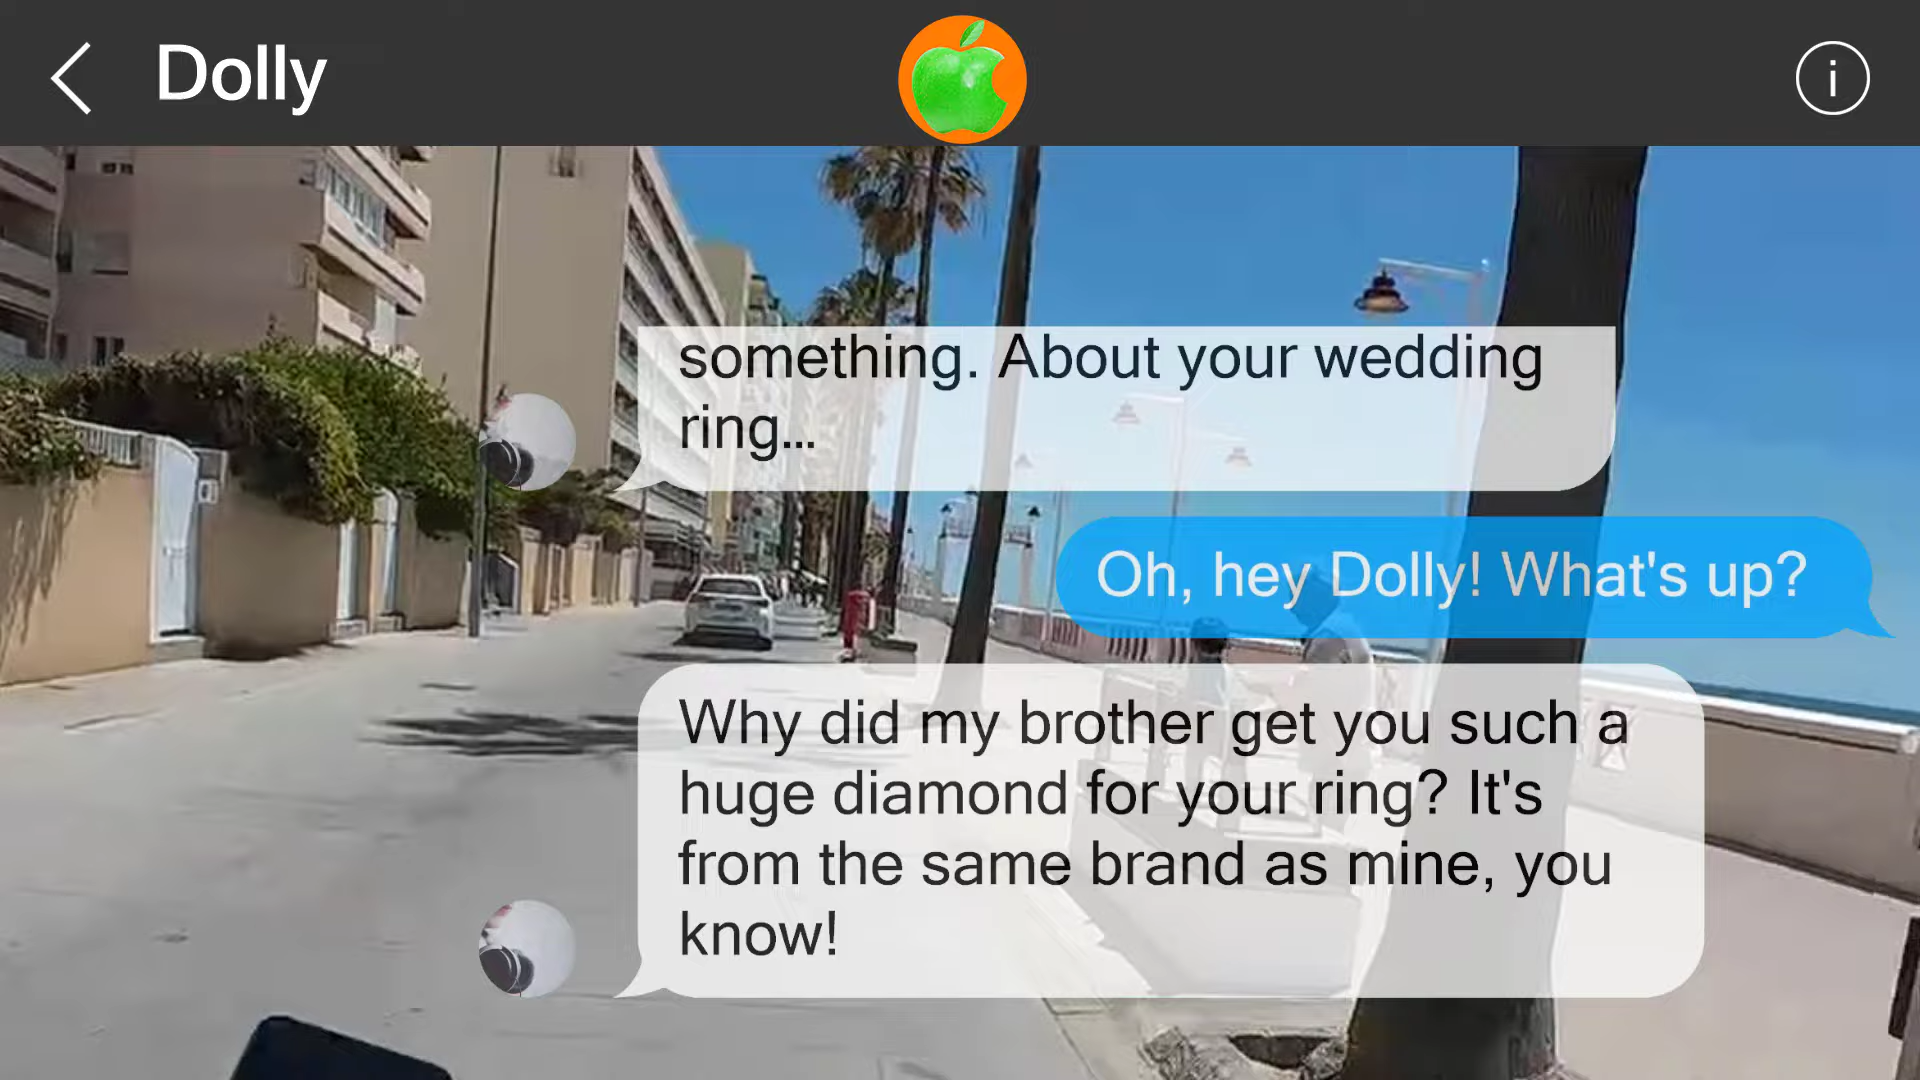 Dolly
i
something. About your wedding
ring...
Oh, hey Dolly! What's up?
Why did my brother get you such a
huge diamond for your ring? It's
from the same brand as mine, you
know!